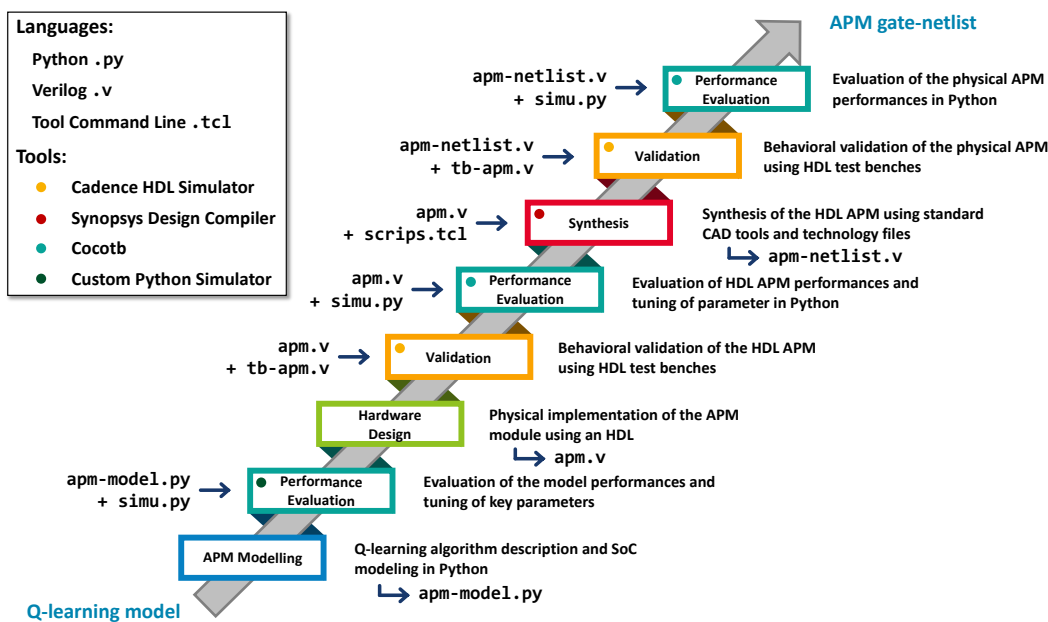 Languages:
Python .py
Verilog .v
Tool Command Line .tcl
Tools:
Cadence HDL Simulator
Synopsys Design Compiler
Cocotb
Custom Python Simulator
APM gate-netlist
apm-netlist.v
+ simu.py
Performance
Evaluation
Evaluation of the physical APM
performances in Python
apm-netlist.v
+ tb-apm.v
Validation
Behavioral validation of the physical APM
using HDL test benches
apm.v
+ scrips.tcl
Synthesis
Synthesis of the HDL APM using standard
CAD tools and technology files
apm-netlist.v
apm.v
+ simu.py
Performance
Evaluation
Evaluation of HDL APM performances and
tuning of parameter in Python
apm.v
+ tb-apm.v
Validation
Behavioral validation of the HDL APM
using HDL test benches
Hardware
Design
Physical implementation of the APM
module using an HDL
apm.v
apm-model.py
+ simu.py
Performance
Evaluation
Evaluation of the model performances and
tuning of key parameters
APM Modelling
Q-learning algorithm description and SoC
modeling in Python
apm-model.py
Q-learning model